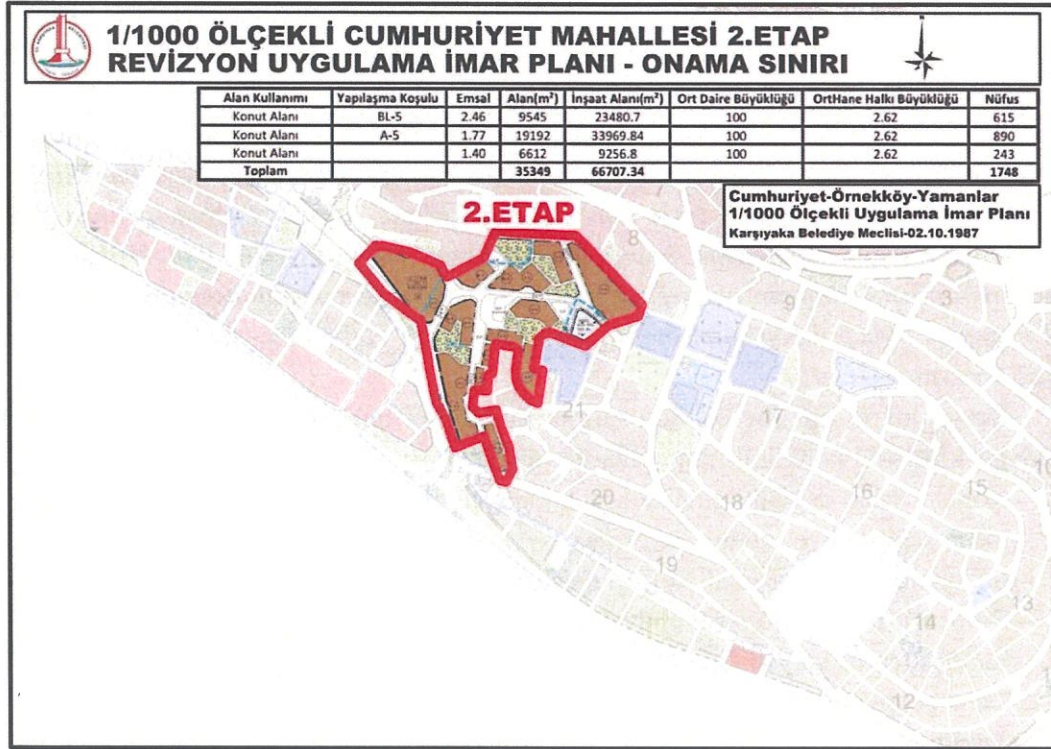 1/1000 ÖLÇEKLİ CUMHURİYET MAHALLESİ 2.ETAP
REVİZYON UYGULAMA İMAR PLANI - ONAMA SINIRI
Alan Kullanımı Yapılaşma Koşulu Emsal Alan(m²) İnşaat Alanı(m²) Ort Daire Büyüklüğü OrtHane Halkı Büyüklüğü Nüfus
Konut Alanı BL-5 2.46 9545 23480.7 100 2.62 615
Konut Alanı A-5 1.77 19192 33969.84 100 2.62 890
Konut Alanı 1.40 6612 9256.8 100 2.62 243
Toplam 35349 66707.34 1748
Cumhuriyet-Örnekköy-Yamanlar
1/1000 Ölçekli Uygulama İmar Planı
Karşıyaka Belediye Meclisi-02.10.1987
2.ETAP
8
9
3
21
17
10
20
18
16
15
19
13
14
12